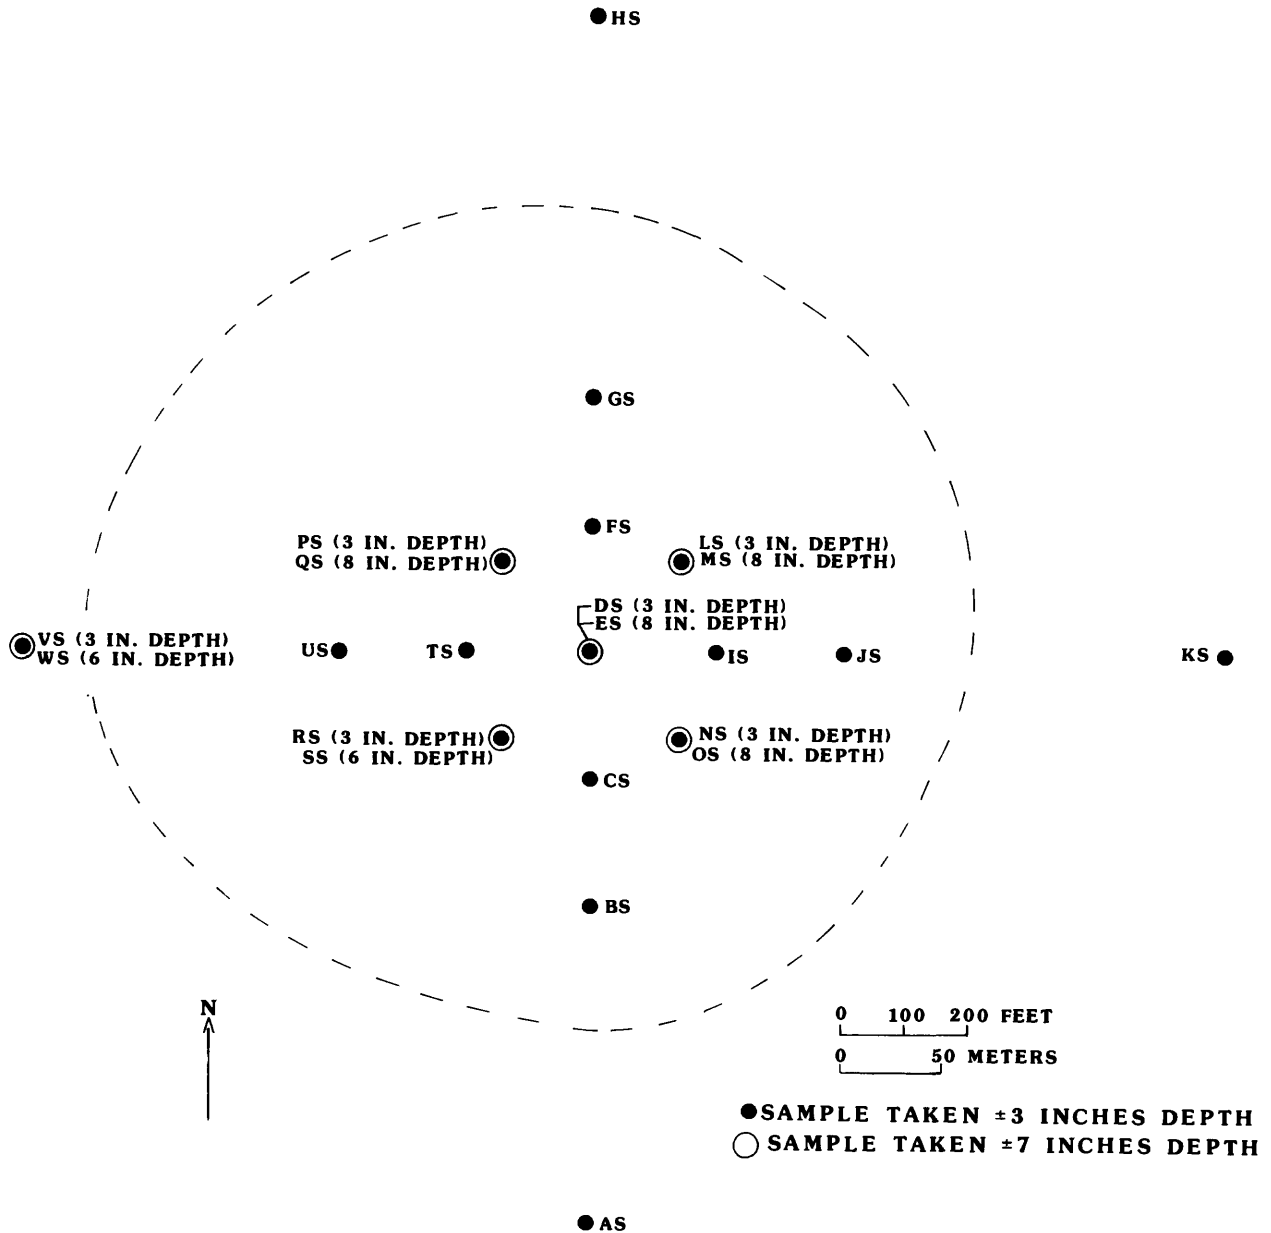 HS
GS
FS
PS (3 IN. DEPTH)
QS (8 IN. DEPTH)
LS (3 IN. DEPTH)
MS (8 IN. DEPTH)
DS (3 IN. DEPTH)
ES (8 IN. DEPTH)
VS (3 IN. DEPTH)
WS (6 IN. DEPTH)
US
TS
IS
JS
KS
RS (3 IN. DEPTH)
SS (6 IN. DEPTH)
NS (3 IN. DEPTH)
OS (8 IN. DEPTH)
CS
BS
N
0 100 200 FEET
0 50 METERS
SAMPLE TAKEN ±3 INCHES DEPTH
SAMPLE TAKEN ±7 INCHES DEPTH
AS